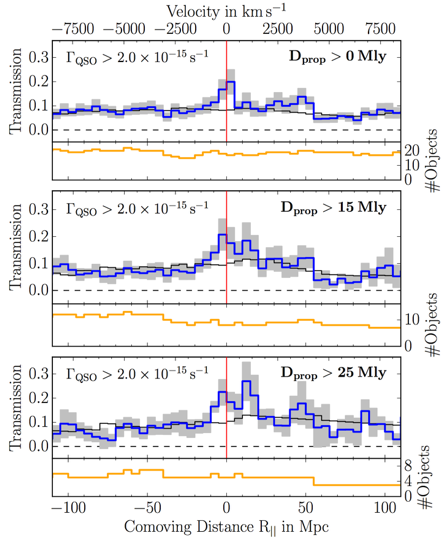 Velocity in km s⁻¹
−7500 −5000 −2500 0 2500 5000 7500
Γ_QSO > 2.0 × 10⁻¹⁵ s⁻¹ D_prop > 0 Mly
Transmission
0.3
0.2
0.1
0.0
#Objects
20
10
0
Γ_QSO > 2.0 × 10⁻¹⁵ s⁻¹ D_prop > 15 Mly
Transmission
0.3
0.2
0.1
0.0
#Objects
10
0
Γ_QSO > 2.0 × 10⁻¹⁵ s⁻¹ D_prop > 25 Mly
Transmission
0.3
0.2
0.1
0.0
#Objects
8
4
0
−100 −50 0 50 100
Comoving Distance R_|| in Mpc